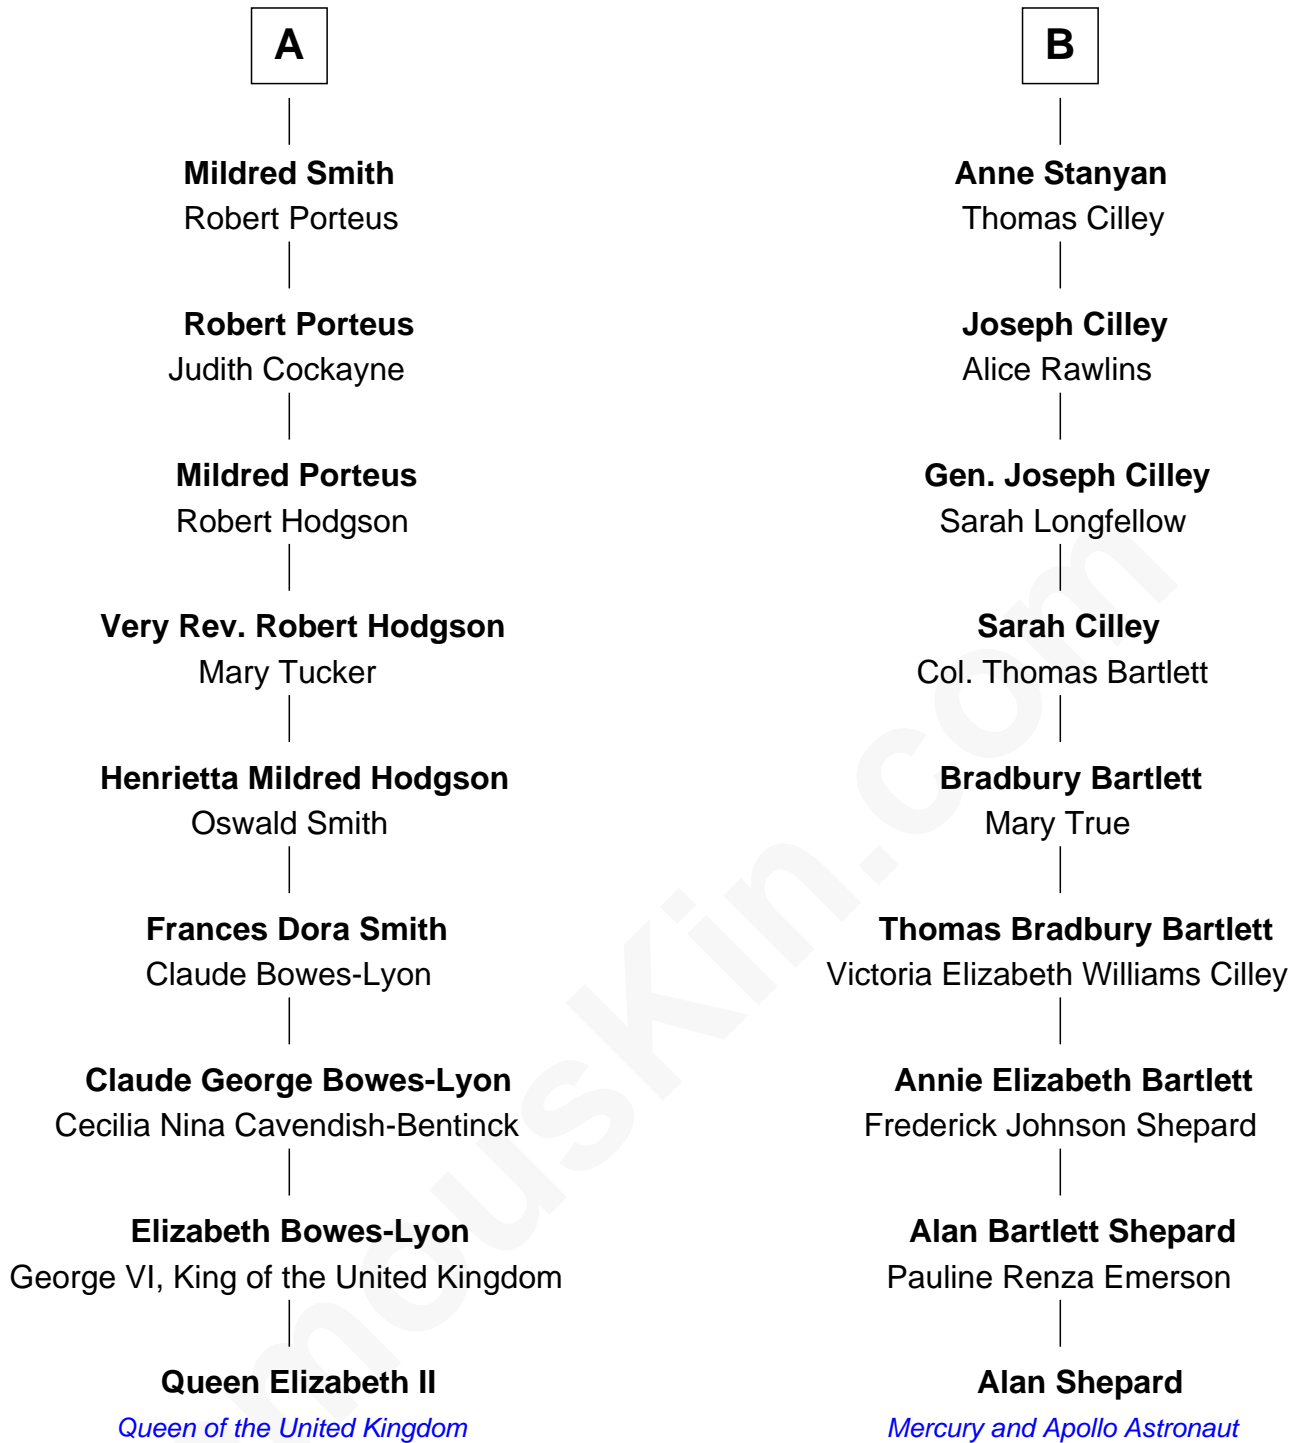 A
Mildred Smith
Robert Porteus
Robert Porteus
Judith Cockayne
Mildred Porteus
Robert Hodgson
Very Rev. Robert Hodgson
Mary Tucker
Henrietta Mildred Hodgson
Oswald Smith
Frances Dora Smith
Claude Bowes-Lyon
Claude George Bowes-Lyon
Cecilia Nina Cavendish-Bentinck
Elizabeth Bowes-Lyon
George VI, King of the United Kingdom
Queen Elizabeth II
Queen of the United Kingdom
B
Anne Stanyan
Thomas Cilley
Joseph Cilley
Alice Rawlins
Gen. Joseph Cilley
Sarah Longfellow
Sarah Cilley
Col. Thomas Bartlett
Bradbury Bartlett
Mary True
Thomas Bradbury Bartlett
Victoria Elizabeth Williams Cilley
Annie Elizabeth Bartlett
Frederick Johnson Shepard
Alan Bartlett Shepard
Pauline Renza Emerson
Alan Shepard
Mercury and Apollo Astronaut
mousKin.com